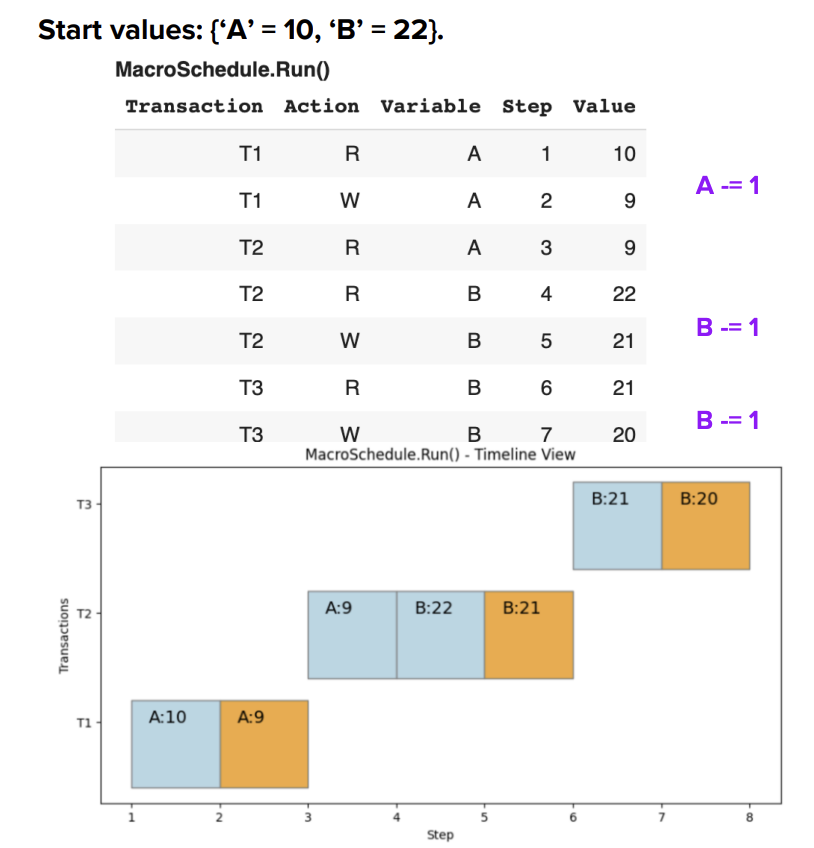 Start values: {‘A’ = 10, ‘B’ = 22}.
MacroSchedule.Run()
Transaction Action Variable Step Value
T1 R A 1 10
A -= 1
T1 W A 2 9
T2 R A 3 9
T2 R B 4 22
B -= 1
T2 W B 5 21
T3 R B 6 21
B -= 1
T3 W B 7 20
MacroSchedule.Run() - Timeline View
T3 B:21 B:20
T2 A:9 B:22 B:21
T1 A:10 A:9
Transactions
1 2 3 4 5 6 7 8
Step